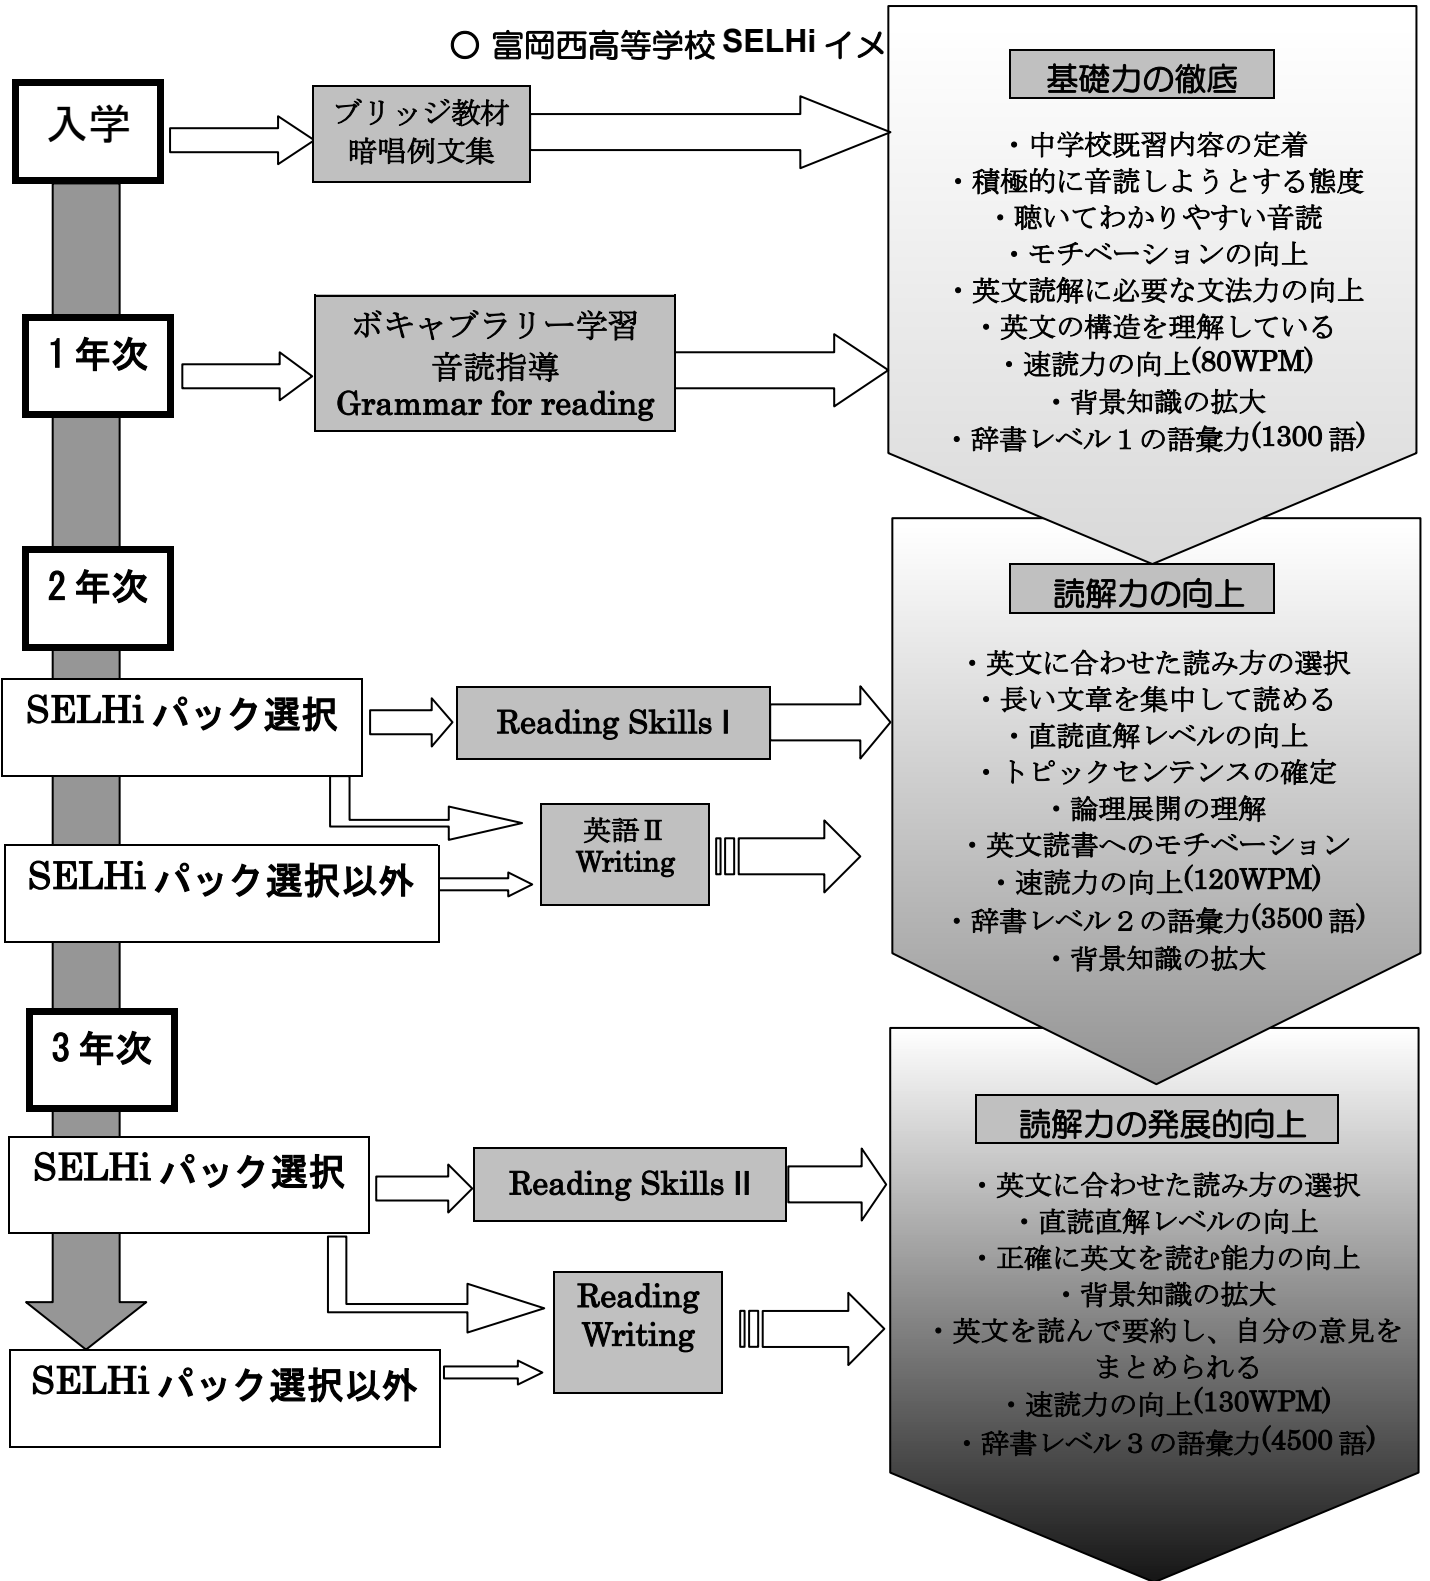 ○ 富岡西高等学校 SELHi イメ
入学
ブリッジ教材
暗唱例文集
基礎力の徹底
・中学校既習内容の定着
・積極的に音読しようとする態度
・聴いてわかりやすい音読
・モチベーションの向上
・英文読解に必要な文法力の向上
・英文の構造を理解している
・速読力の向上(80WPM)
・背景知識の拡大
・辞書レベル１の語彙力(1300 語)
1 年次
ボキャブラリー学習
音読指導
Grammar for reading
2 年次
SELHi パック選択
Reading Skills Ⅰ
SELHi パック選択以外
英語Ⅱ
Writing
読解力の向上
・英文に合わせた読み方の選択
・長い文章を集中して読める
・直読直解レベルの向上
・トピックセンテンスの確定
・論理展開の理解
・英文読書へのモチベーション
・速読力の向上(120WPM)
・辞書レベル２の語彙力(3500 語)
・背景知識の拡大
3 年次
SELHi パック選択
Reading Skills Ⅱ
Reading
Writing
SELHi パック選択以外
読解力の発展的向上
・英文に合わせた読み方の選択
・直読直解レベルの向上
・正確に英文を読む能力の向上
・背景知識の拡大
・英文を読んで要約し、自分の意見を
まとめられる
・速読力の向上(130WPM)
・辞書レベル３の語彙力(4500 語)